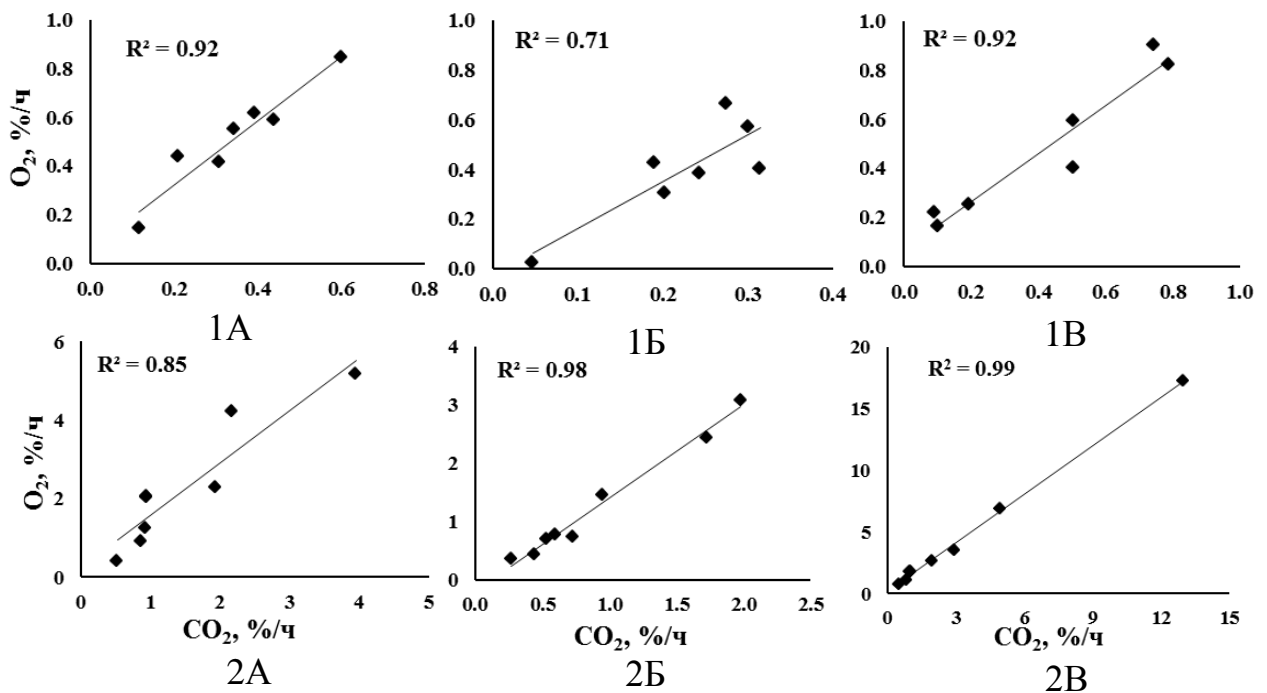 R² = 0.92
O₂, %/ч
1.0
0.8
0.6
0.4
0.2
0.0
0.0 0.2 0.4 0.6 0.8
1А
R² = 0.71
1.0
0.8
0.6
0.4
0.2
0.0
0.0 0.1 0.2 0.3 0.4
1Б
R² = 0.92
1.0
0.8
0.6
0.4
0.2
0.0
0.0 0.2 0.4 0.6 0.8 1.0
1В
R² = 0.85
O₂, %/ч
6
4
2
0
0 1 2 3 4 5
CO₂, %/ч
2А
R² = 0.98
4
3
2
1
0
0.0 0.5 1.0 1.5 2.0 2.5
CO₂, %/ч
2Б
R² = 0.99
20
15
10
5
0
0 3 6 9 12 15
CO₂, %/ч
2В